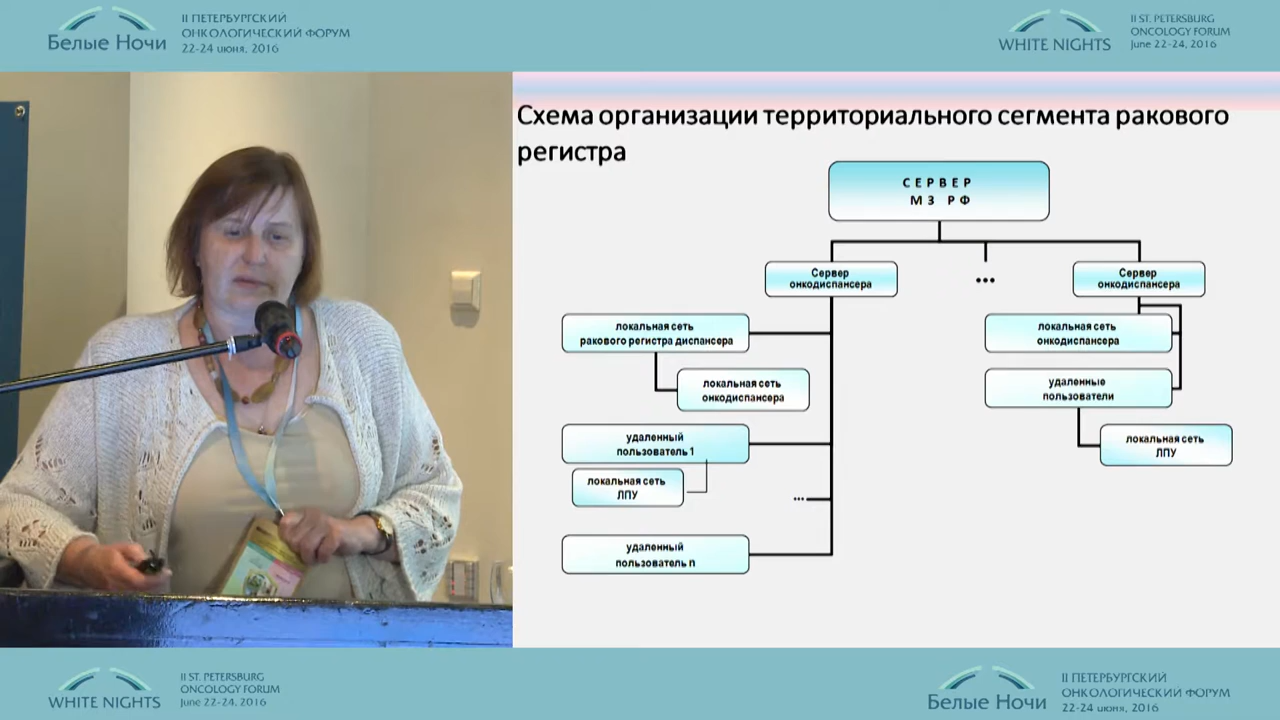 Белые Ночи
II ПЕТЕРБУРГСКИЙ
ОНКОЛОГИЧЕСКИЙ ФОРУМ
22-24 июня, 2016
WHITE NIGHTS
II ST. PETERSBURG
ONCOLOGY FORUM
June 22-24, 2016
Схема организации территориального сегмента ракового
регистра
СЕРВЕР
МЗ РФ
Сервер
онкодиспансера
...
Сервер
онкодиспансера
локальная сеть
ракового регистра диспансера
локальная сеть
онкодиспансера
удаленный
пользователь 1
локальная сеть
ЛПУ
...
удаленный
пользователь n
локальная сеть
онкодиспансера
удаленные
пользователи
локальная сеть
ЛПУ
WHITE NIGHTS
II ST. PETERSBURG
ONCOLOGY FORUM
June 22-24, 2016
Белые Ночи
II ПЕТЕРБУРГСКИЙ
ОНКОЛОГИЧЕСКИЙ ФОРУМ
22-24 июня, 2016